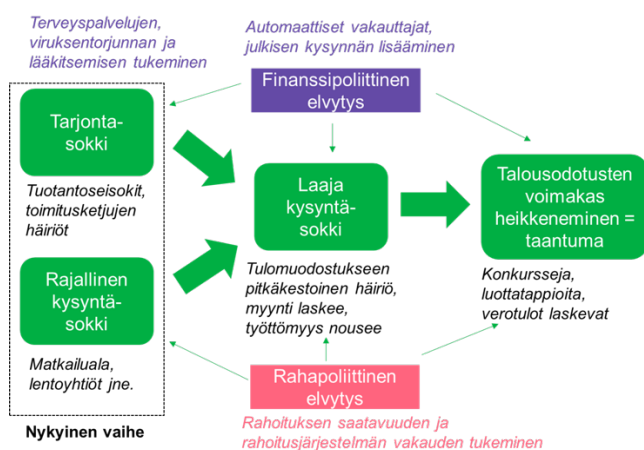 Terveyspalvelujen,
viruksentorjunnan ja
lääkitsemisen tukeminen
Automaattiset vakauttajat,
julkisen kysynnän lisääminen
Finanssipoliittinen
elvytys
Tarjonta-
sokki
Tuotantoseisokit,
toimitusketjujen
häiriöt
Rajallinen
kysyntä-
sokki
Matkailuala,
lentoyhtiöt jne.
Nykyinen vaihe
Laaja
kysyntä-
sokki
Tulomuodostukseen
pitkäkestoinen häiriö,
myynti laskee,
työttömyys nousee
Talousodotusten
voimakas
heikkeneminen =
taantuma
Konkursseja,
luottatappioita,
verotulot laskevat
Rahapoliittinen
elvytys
Rahoituksen saatavuuden ja
rahoitusjärjestelmän vakauden tukeminen